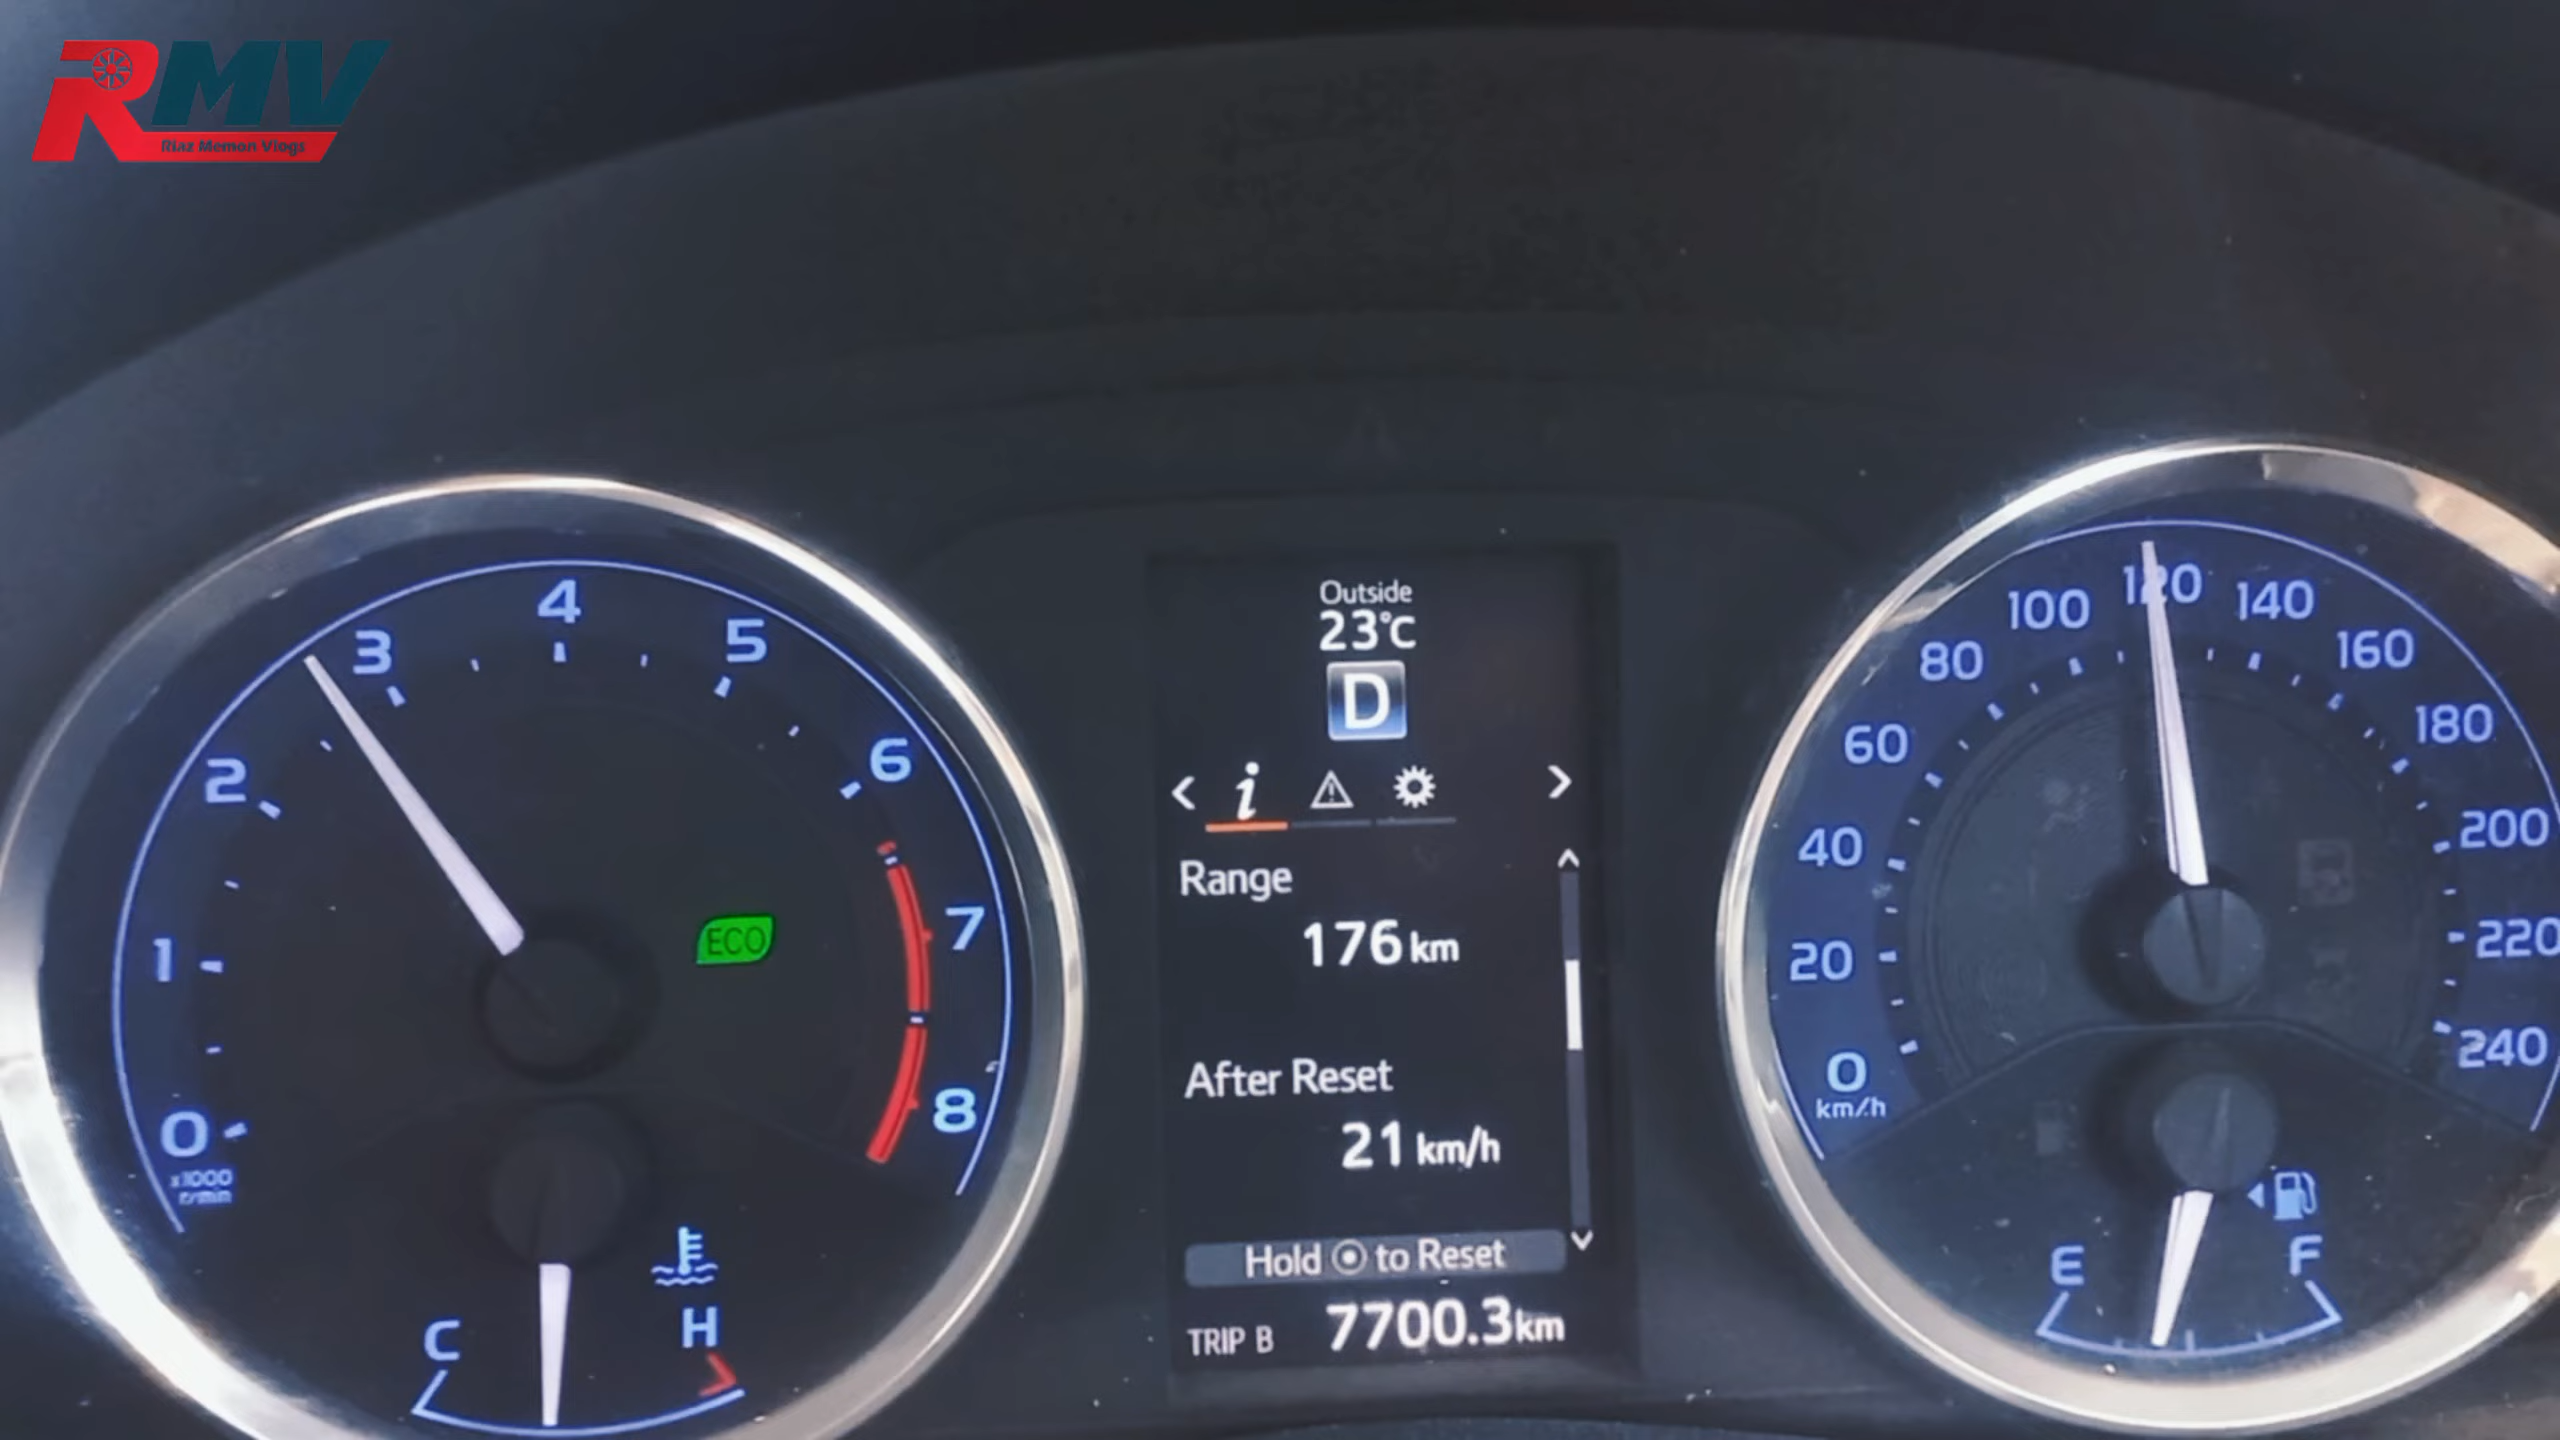 RMV
Riaz Memon Vlogs
0
1
2
3
4
5
6
7
8
x1000
r/min
ECO
C
H
Outside
23°C
D
i
Range
176 km
After Reset
21 km/h
Hold to Reset
TRIP B 7700.3 km
0
20
40
60
80
100
120
140
160
180
200
220
240
km/h
E
F